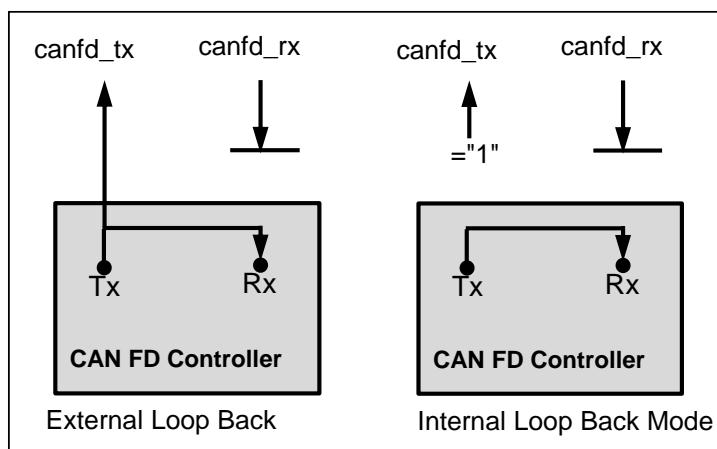 canfd_tx canfd_rx canfd_tx canfd_rx
="1"
Tx Rx Tx Rx
CAN FD Controller CAN FD Controller
External Loop Back Internal Loop Back Mode